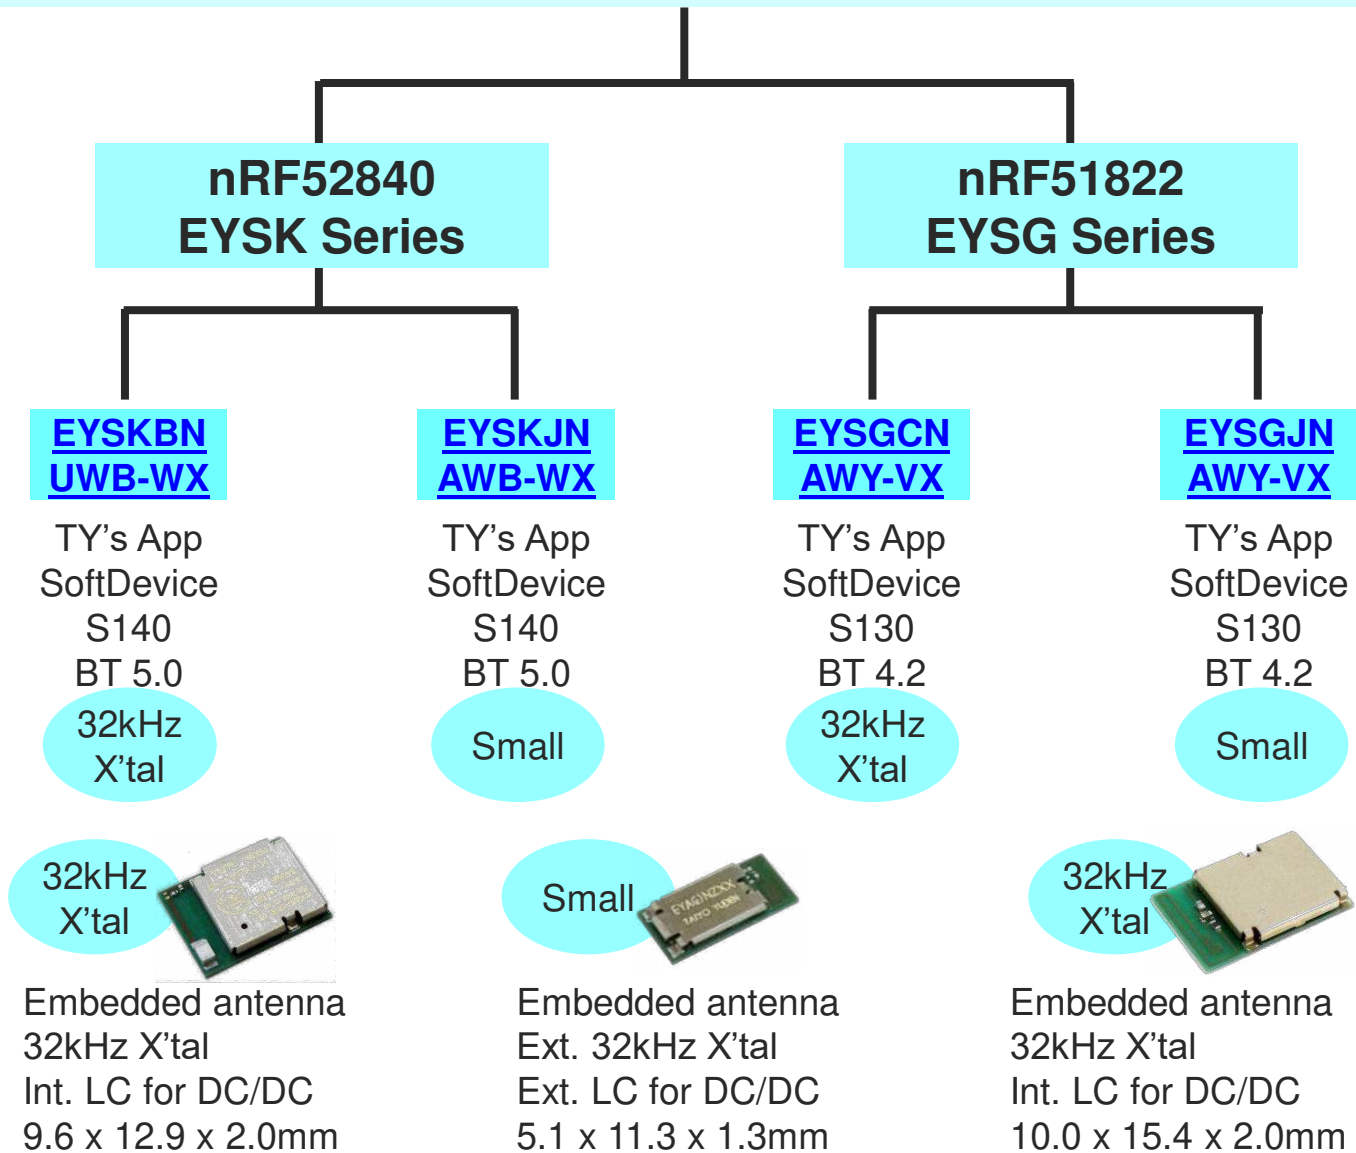 nRF52840
EYSK Series
nRF51822
EYSG Series
EYSKBN
UWB-WX
EYSKJN
AWB-WX
EYSGCN
AWY-VX
EYSGJN
AWY-VX
TY's App
SoftDevice
S140
BT 5.0
TY's App
SoftDevice
S140
BT 5.0
TY's App
SoftDevice
S130
BT 4.2
TY's App
SoftDevice
S130
BT 4.2
32kHz
X'tal
Small
32kHz
X'tal
Small
32kHz
X'tal
Small
TAIYO YUDEN
32kHz
X'tal
Embedded antenna
32kHz X'tal
Int. LC for DC/DC
9.6 x 12.9 x 2.0mm
Embedded antenna
Ext. 32kHz X'tal
Ext. LC for DC/DC
5.1 x 11.3 x 1.3mm
Embedded antenna
32kHz X'tal
Int. LC for DC/DC
10.0 x 15.4 x 2.0mm